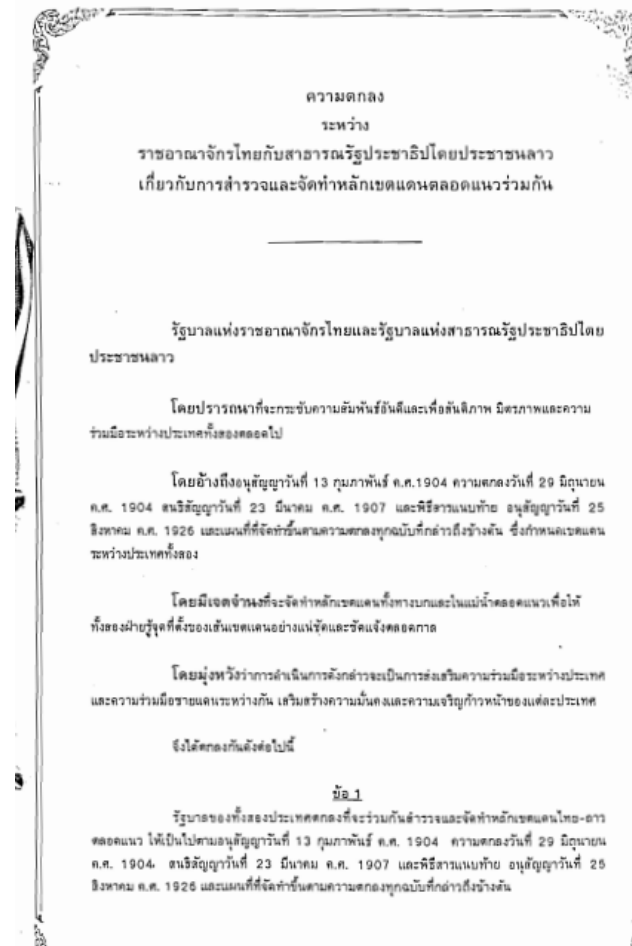 ความตกลง
ระหว่าง
ราชอาณาจักรไทยกับสาธารณรัฐประชาธิปไตยประชาชนลาว
เกี่ยวกับการสำรวจและจัดทำหลักเขตแดนตลอดแนวร่วมกัน
รัฐบาลแห่งราชอาณาจักรไทยและรัฐบาลแห่งสาธารณรัฐประชาธิปไตย
ประชาชนลาว
โดยปรารถนาที่จะกระชับความสัมพันธ์อันดีและเพื่อสันติภาพ มิตรภาพและความ
ร่วมมือระหว่างประเทศทั้งสองตลอดไป
โดยอ้างถึงอนุสัญญาวันที่ 13 กุมภาพันธ์ ค.ศ.1904 ความตกลงวันที่ 29 มิถุนายน
ค.ศ. 1904 สนธิสัญญาวันที่ 23 มีนาคม ค.ศ. 1907 และพิธีสารแนบท้าย อนุสัญญาวันที่ 25
สิงหาคม ค.ศ. 1926 และแผนที่ที่จัดทำขึ้นตามความตกลงทุกฉบับที่กล่าวถึงข้างต้น ซึ่งกำหนดเขตแดน
ระหว่างประเทศทั้งสอง
โดยมีเจตจำนงที่จะจัดทำหลักเขตแดนทั้งทางบกและในแม่น้ำตลอดแนวเพื่อให้
ทั้งสองฝ่ายรู้จุดที่ตั้งของเส้นเขตแดนอย่างแน่ชัดและชัดแจ้งตลอดกาล
โดยมุ่งหวังว่าการดำเนินการดังกล่าวจะเป็นการส่งเสริมความร่วมมือระหว่างประเทศ
และความร่วมมือชายแดนระหว่างกัน เสริมสร้างความมั่นคงและความเจริญก้าวหน้าของแต่ละประเทศ
จึงได้ตกลงกันดังต่อไปนี้
ข้อ 1
รัฐบาลของทั้งสองประเทศตกลงที่จะร่วมกันสำรวจและจัดทำหลักเขตแดนไทย-ลาว
ตลอดแนว ให้เป็นไปตามอนุสัญญาวันที่ 13 กุมภาพันธ์ ค.ศ. 1904 ความตกลงวันที่ 29 มิถุนายน
ค.ศ. 1904 สนธิสัญญาวันที่ 23 มีนาคม ค.ศ. 1907 และพิธีสารแนบท้าย อนุสัญญาวันที่ 25
สิงหาคม ค.ศ. 1926 และแผนที่ที่จัดทำขึ้นตามความตกลงทุกฉบับที่กล่าวถึงข้างต้น